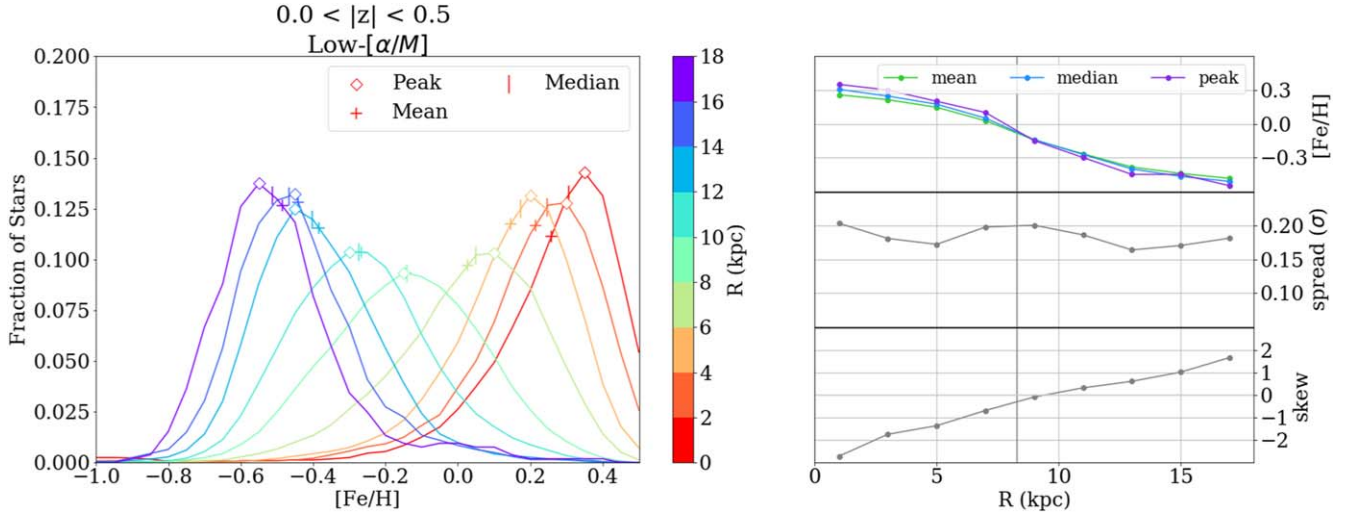 0.0 < |z| < 0.5
Low-[α/M]
Fraction of Stars
0.200
0.175
0.150
0.125
0.100
0.075
0.050
0.025
0.000
−1.0 −0.8 −0.6 −0.4 −0.2 0.0 0.2 0.4
[Fe/H]
Peak Median
Mean
18
16
14
12
10
8
6
4
2
0
R (kpc)
mean median peak
0.3
0.0
−0.3
[Fe/H]
0.20
0.15
0.10
spread (σ)
2
1
0
−1
−2
skew
0 5 10 15
R (kpc)